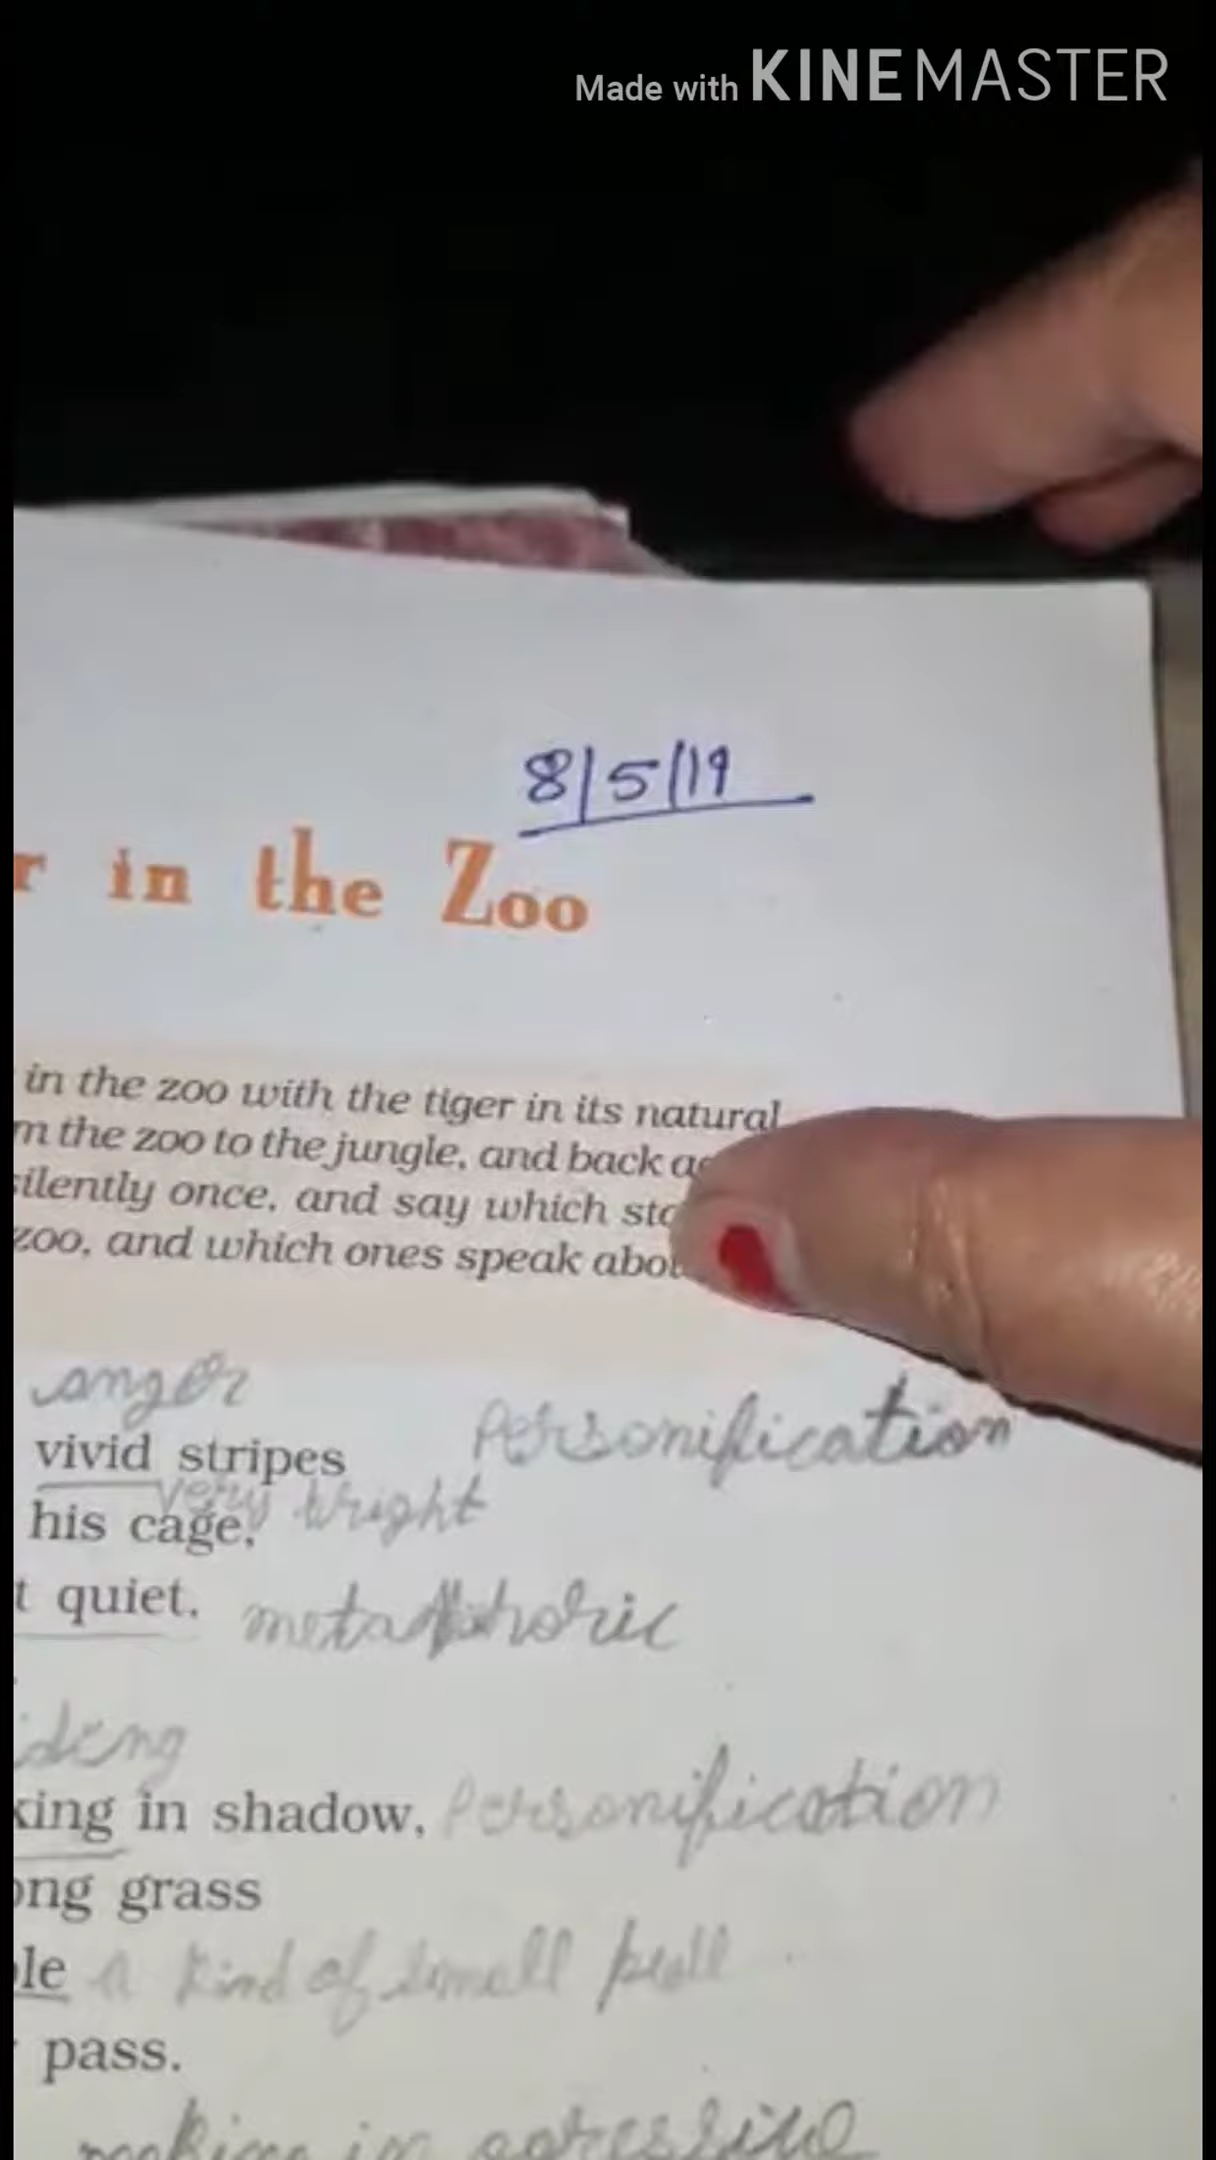 Made with KINEMASTER
8/5/19
r in the Zoo
in the zoo with the tiger in its natural
m the zoo to the jungle, and back
silently once, and say which
zoo, and which ones speak
anger
vivid stripes Personification
very bright
his cage,
t quiet, metaphoric
king in shadow, Personification
ong grass
le a kind of small
pass.
in